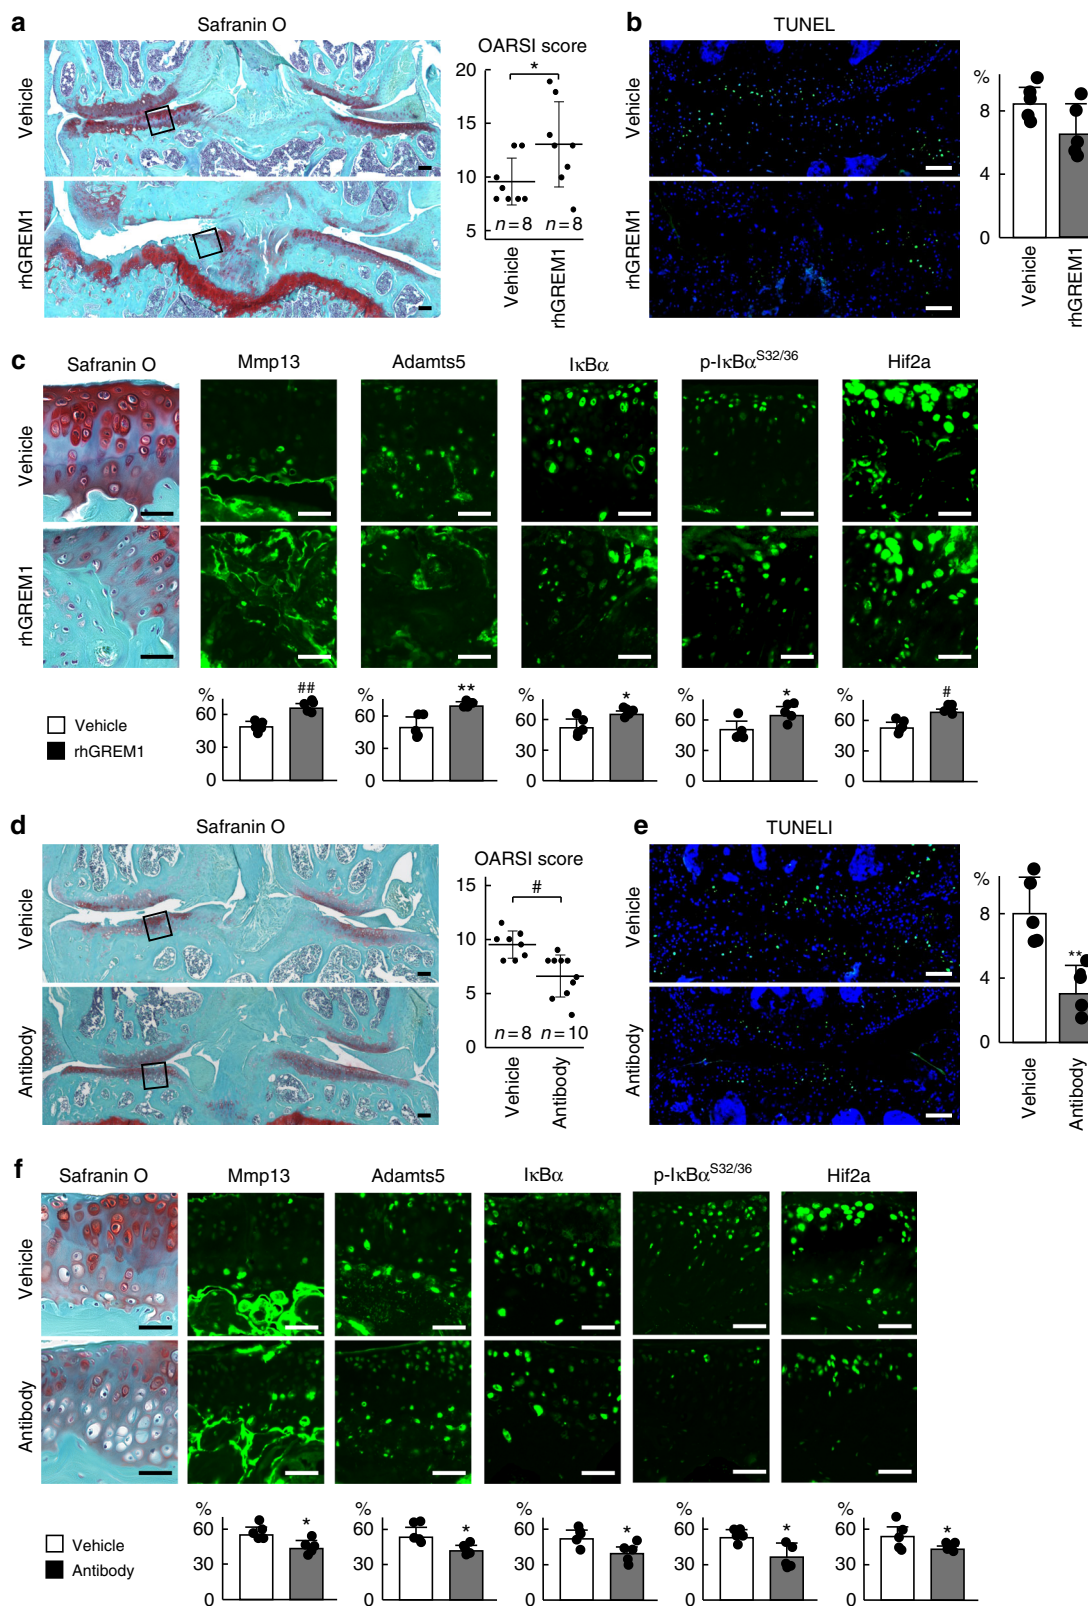 a
Safranin O
Vehicle
rhGREM1
OARSI score
20
15
10
5
*
n=8 n=8
Vehicle
rhGREM1
b
TUNEL
Vehicle
rhGREM1
%
8
4
0
Vehicle
rhGREM1
c
Safranin O Mmp13 Adamts5 IκBα p-IκBα^S32/36 Hif2a
Vehicle
rhGREM1
Vehicle
rhGREM1
% ## 60 30 0
% ** 60 30 0
% * 60 30 0
% * 60 30 0
% # 60 30 0
d
Safranin O
Vehicle
Antibody
OARSI score
15
10
5
0
#
n=8 n=10
Vehicle
Antibody
e
TUNELI
Vehicle
Antibody
%
8
4
0
**
Vehicle
Antibody
f
Safranin O Mmp13 Adamts5 IκBα p-IκBα^S32/36 Hif2a
Vehicle
Antibody
Vehicle
Antibody
% * 60 30 0
% * 60 30 0
% * 60 30 0
% * 60 30 0
% * 60 30 0